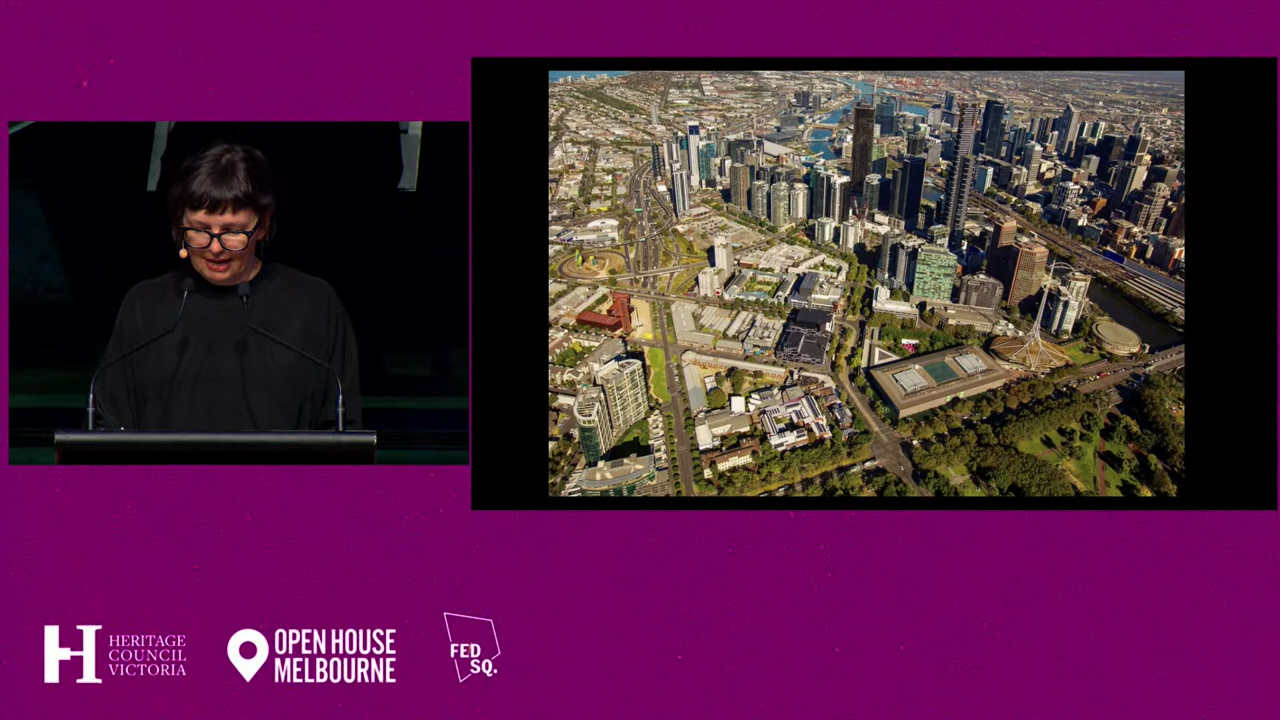 HERITAGE
COUNCIL
VICTORIA
OPEN HOUSE
MELBOURNE
FED
SQ.